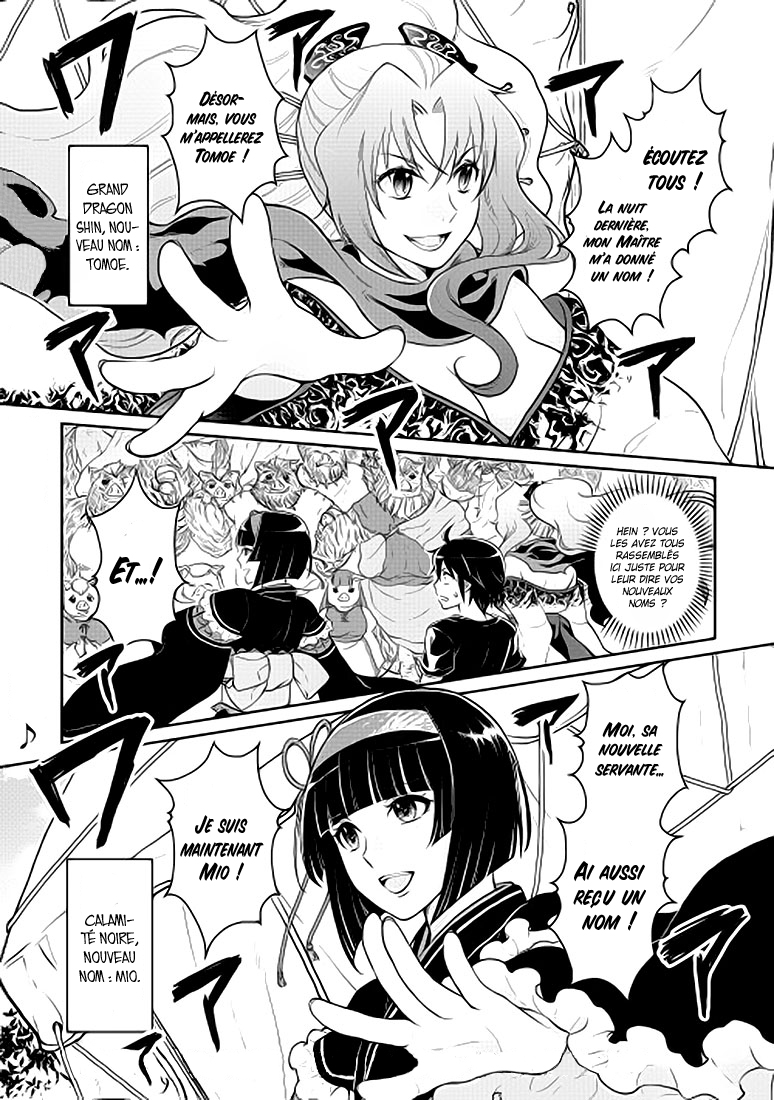 ÉCOUTEZ
TOUS !
LA NUIT
DERNIÈRE,
MON MAÎTRE
M'A DONNÉ
UN NOM !
DÉSOR-
MAIS, VOUS
M'APPELLEREZ
TOMOE !
GRAND
DRAGON
SHIN, NOU-
VEAU NOM :
TOMOE.
HEIN ? VOUS
LES AVEZ TOUS
RASSEMBLÉS
ICI JUSTE POUR
LEUR DIRE VOS
NOUVEAUX
NOMS ?
ET...!
MOI, SA
NOUVELLE
SERVANTE...
AI AUSSI
REÇU UN
NOM !
JE SUIS
MAINTENANT
MIO !
CALAMI-
TÉ NOIRE,
NOUVEAU
NOM : MIO.